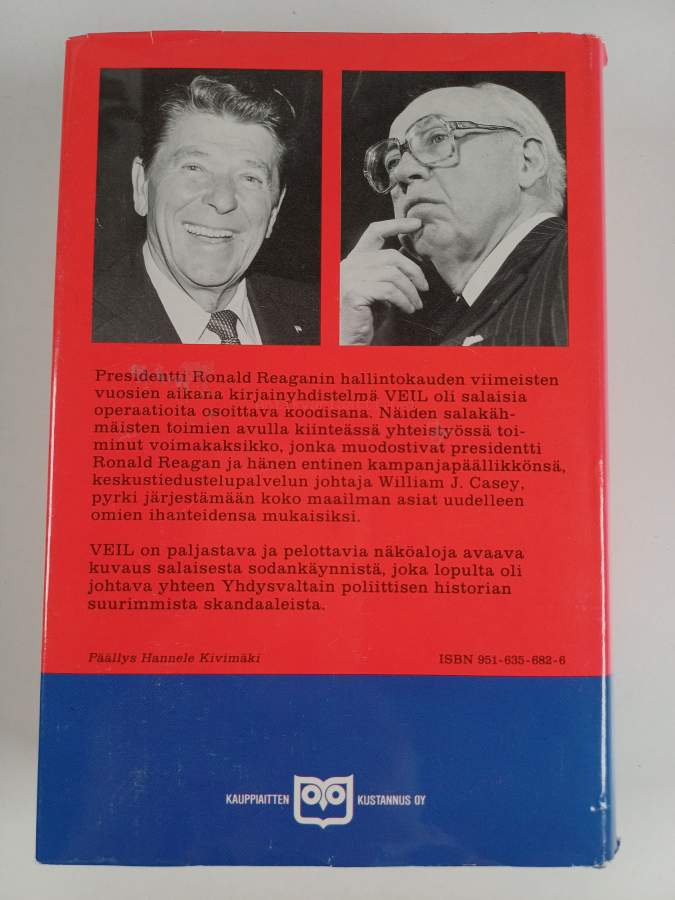 Presidentti Ronald Reaganin hallintokauden viimeisten
vuosien aikana kirjainyhdistelmä VEIL oli salaisia
operaatioita osoittava koodisana. Näiden salakäh-
mäisten toimien avulla kiinteässä yhteistyössä toi-
minut voimakaksikko, jonka muodostivat presidentti
Ronald Reagan ja hänen entinen kampanjapäällikkönsä,
keskustiedustelupalvelun johtaja William J. Casey,
pyrki järjestämään koko maailman asiat uudelleen
omien ihanteidensa mukaisiksi.
VEIL on paljastava ja pelottavia näköaloja avaava
kuvaus salaisesta sodankäynnistä, joka lopulta oli
johtava yhteen Yhdysvaltain poliittisen historian
suurimmista skandaaleista.
Päällys Hannele Kivimäki ISBN 951-635-682-6
KAUPPIAITTEN KUSTANNUS OY